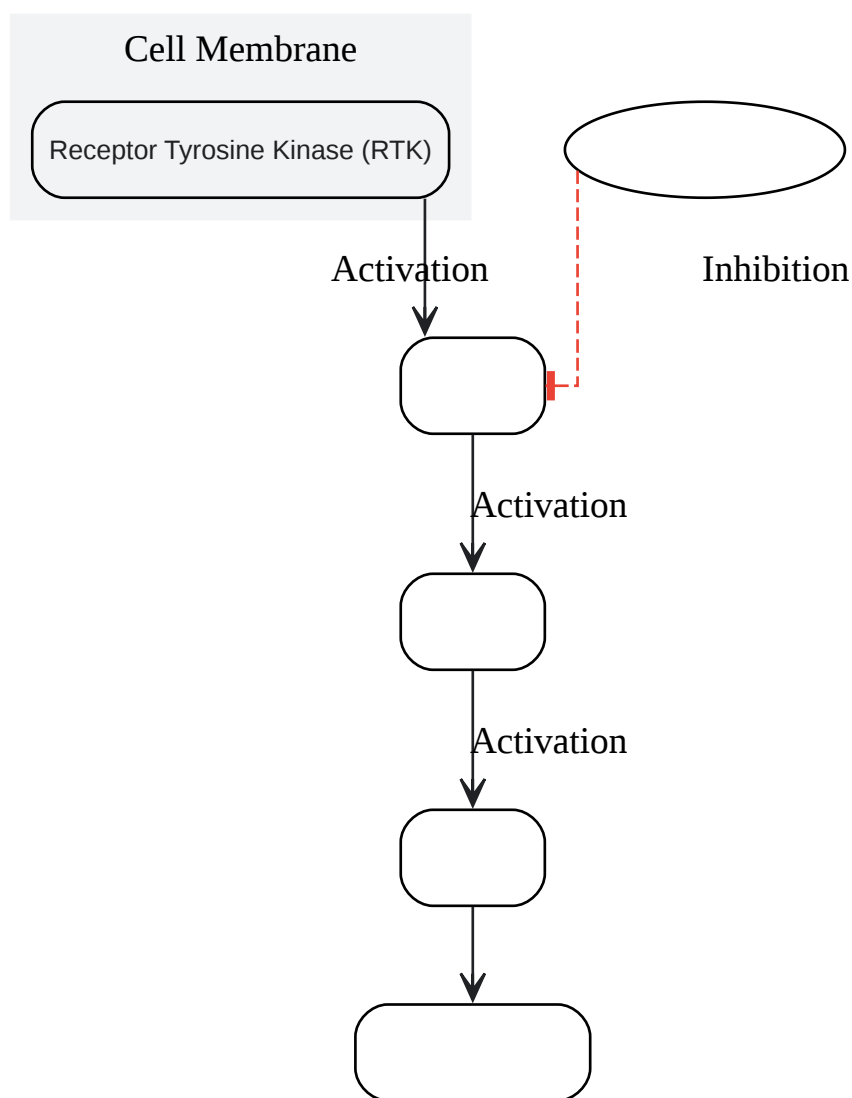 Cell Membrane
Receptor Tyrosine Kinase (RTK)
Activation
Inhibition
Activation
Activation